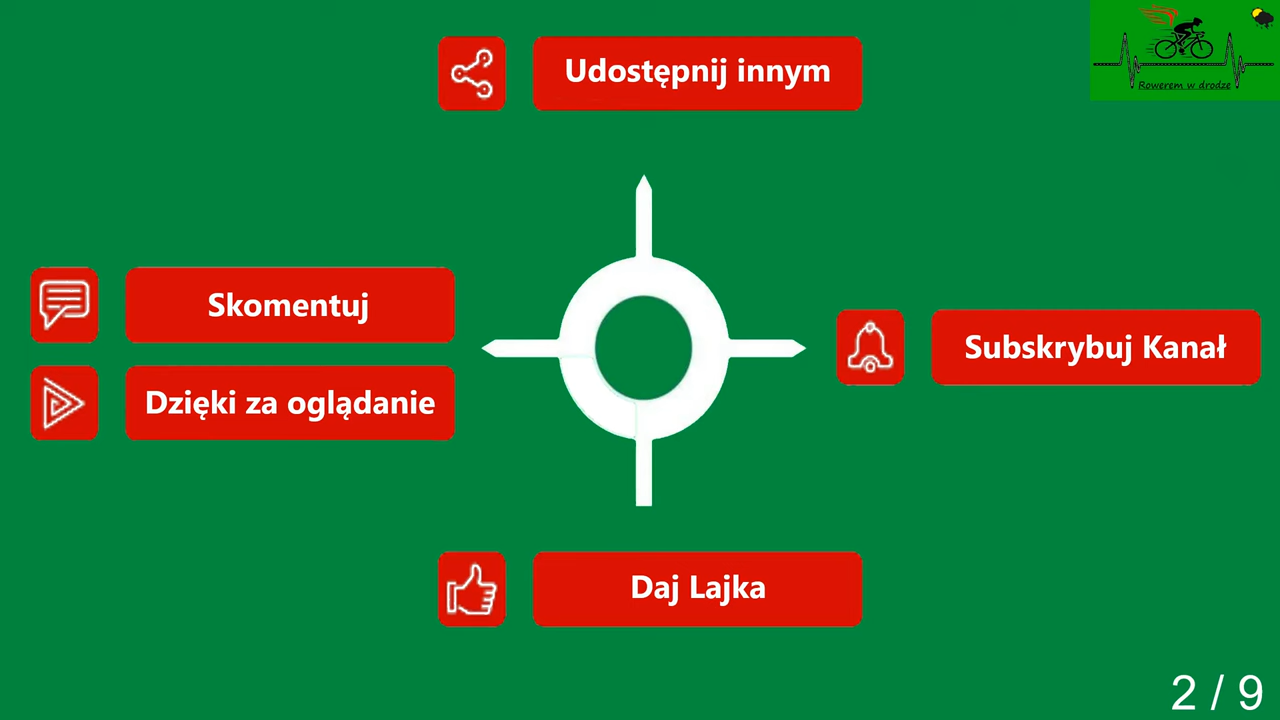 Udostępnij innym
Rowerem w drodze
Skomentuj
Subskrybuj Kanał
Dzięki za oglądanie
Daj Lajka
2 / 9